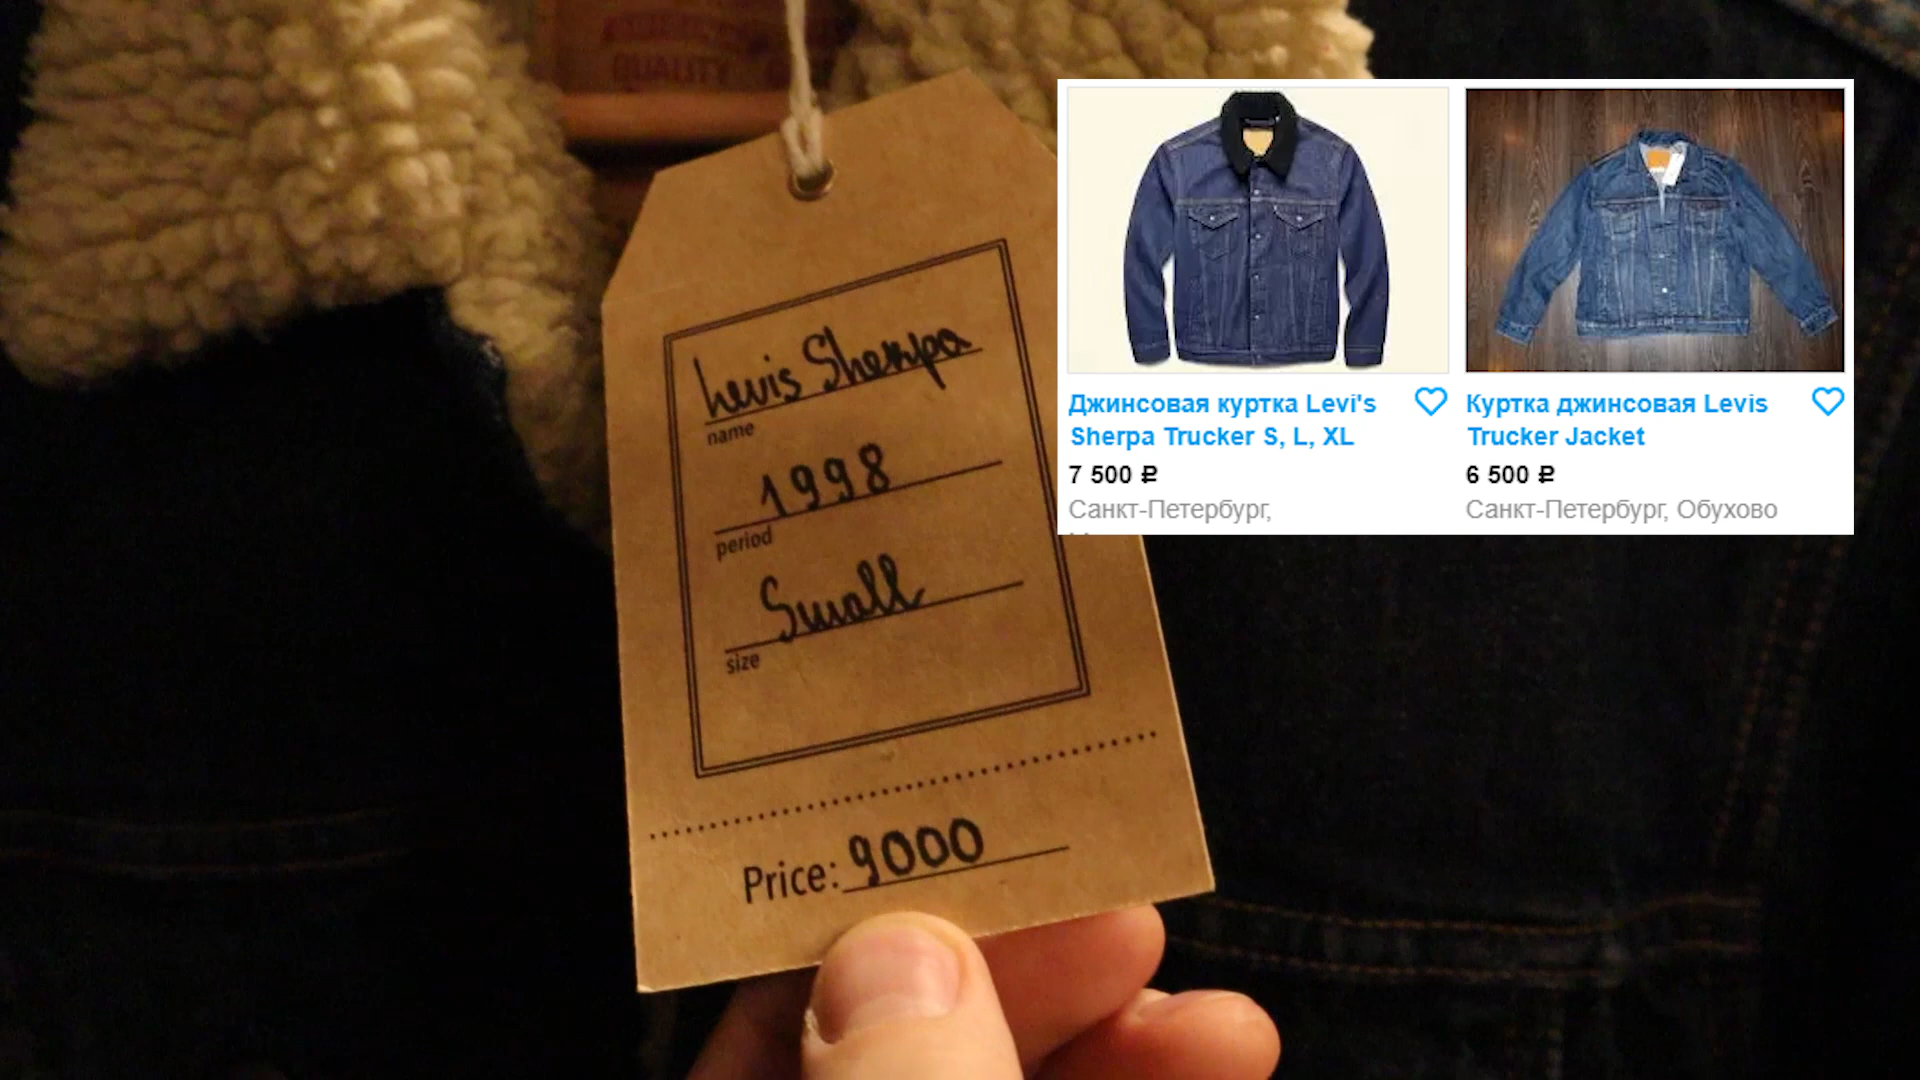 QUALITY
Levis Sherpa
name
1998
period
Small
size
Price: 9000
Джинсовая куртка Levi's
Sherpa Trucker S, L, XL
7 500 ₽
Санкт-Петербург,
Куртка джинсовая Levis
Trucker Jacket
6 500 ₽
Санкт-Петербург, Обухово